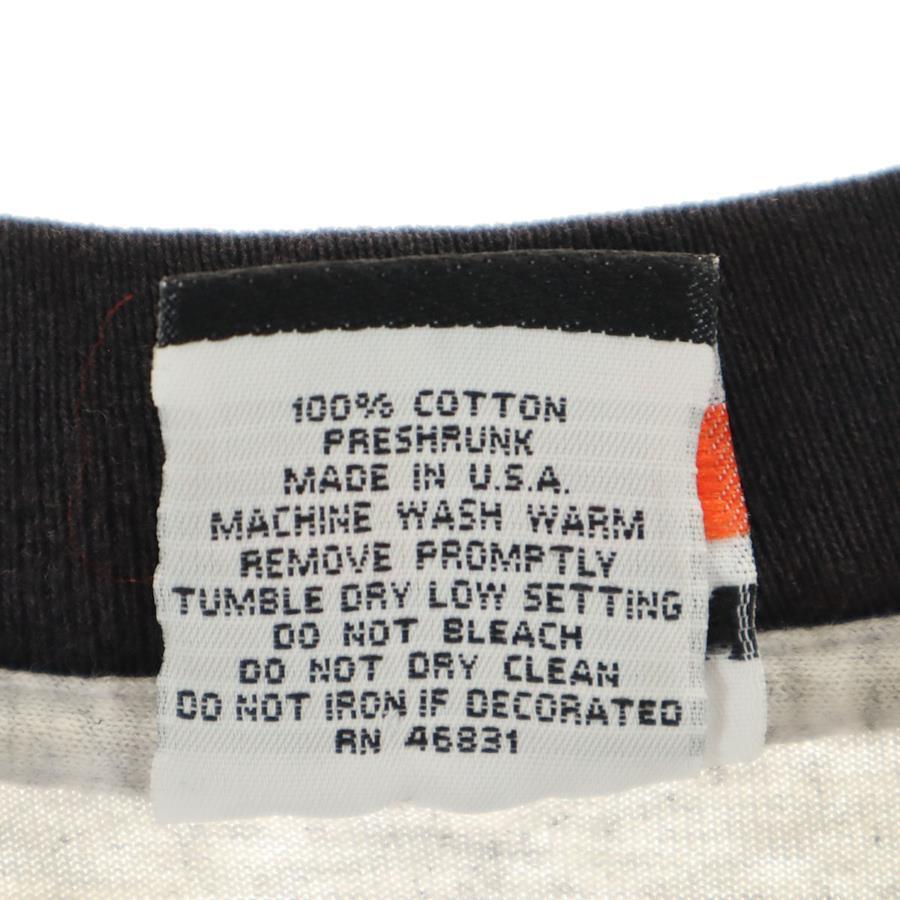 100% COTTON
PRESHRUNK
MADE IN U.S.A.
MACHINE WASH WARM
REMOVE PROMPTLY
TUMBLE DRY LOW SETTING
DO NOT BLEACH
DO NOT DRY CLEAN
DO NOT IRON IF DECORATED
RN 46831